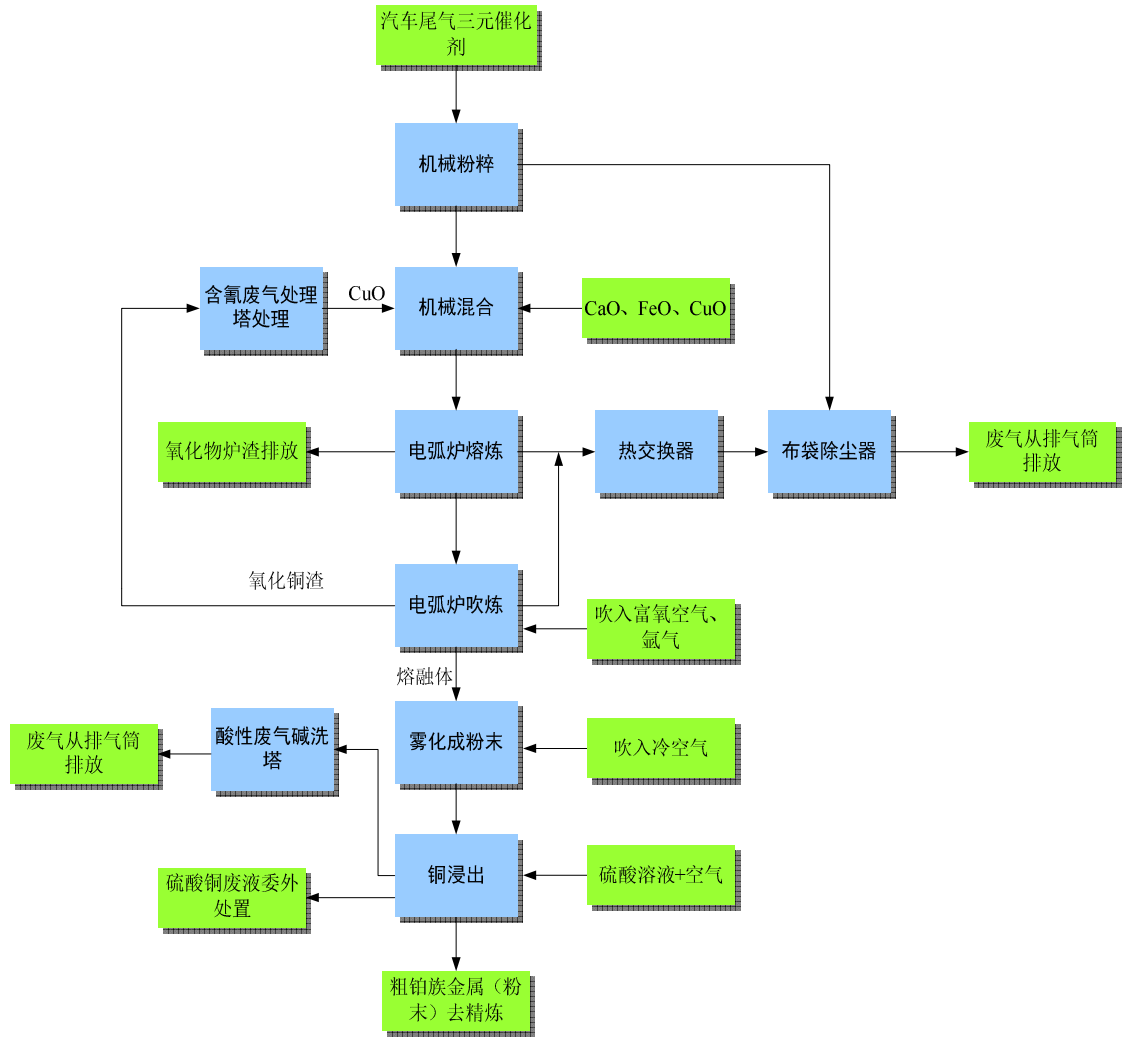 汽车尾气三元催化
剂
机械粉粹
含氰废气处理
塔处理
CuO
机械混合
CaO、FeO、CuO
氧化物炉渣排放
电弧炉熔炼
热交换器
布袋除尘器
废气从排气筒
排放
氧化铜渣
电弧炉吹炼
吹入富氧空气、
氩气
熔融体
废气从排气筒
排放
酸性废气碱洗
塔
雾化成粉末
吹入冷空气
硫酸铜废液委外
处置
铜浸出
硫酸溶液+空气
粗铂族金属（粉
末）去精炼